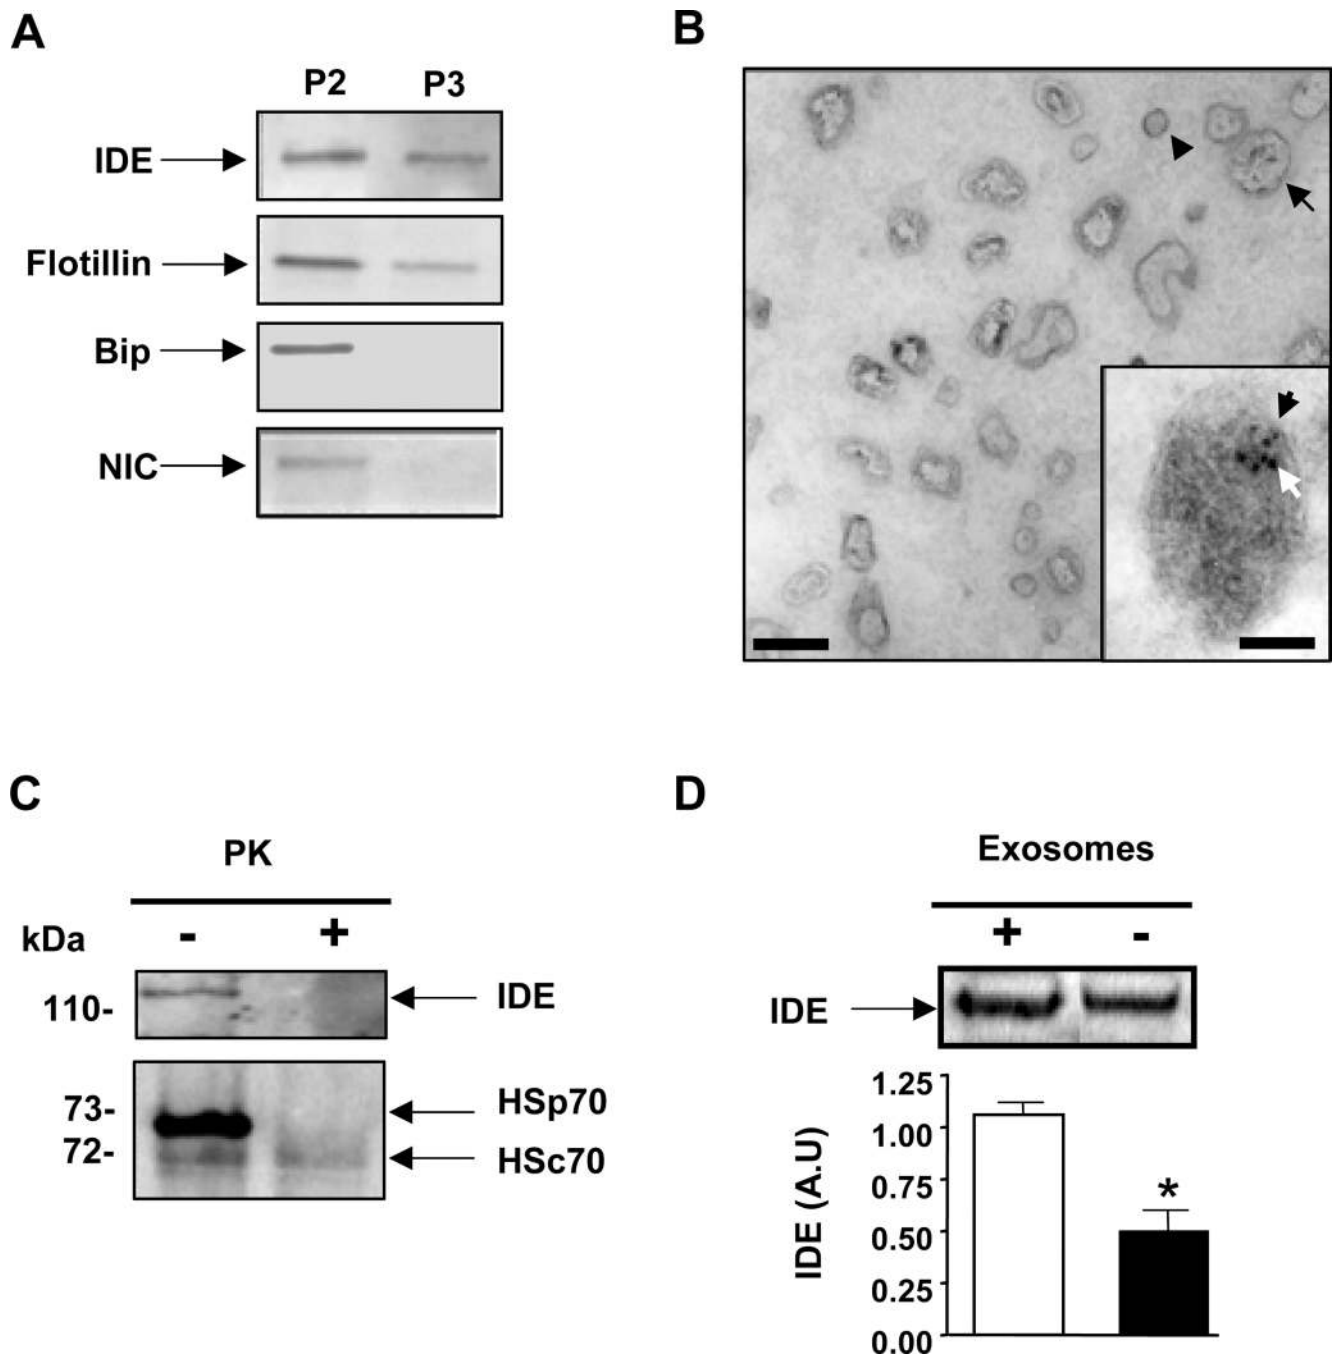 A
P2 P3
IDE
Flotillin
Bip
NIC
B
C
PK
kDa - +
110- IDE
73- HSp70
72- HSc70
D
Exosomes
+ -
IDE
IDE (A.U)
1.25
1.00
0.75
*
0.50
0.25
0.00